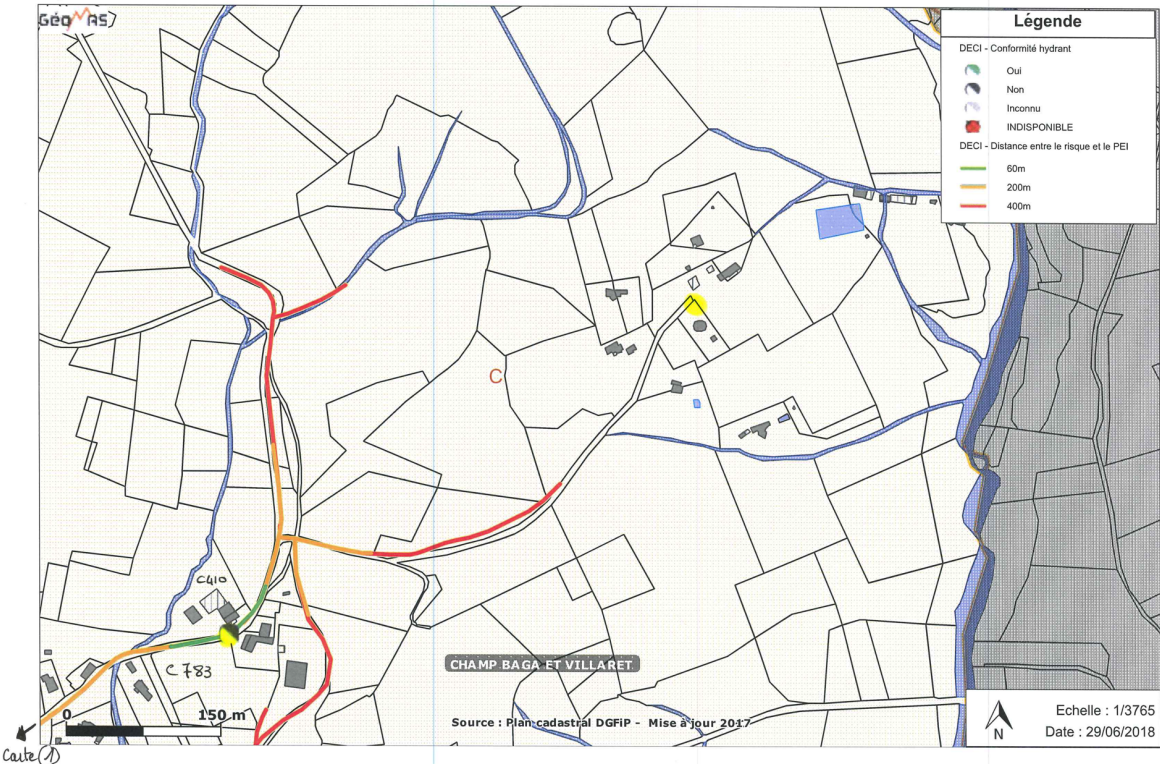 GéoMAS
Légende
DECI - Conformité hydrant
Oui
Non
Inconnu
INDISPONIBLE
DECI - Distance entre le risque et le PEI
60m
200m
400m
C
C410
C 783
CHAMP BAGA ET VILLARET
0 150 m
Source : Plan cadastral DGFiP - Mise à jour 2017
N
Echelle : 1/3765
Date : 29/06/2018
Carte (1)